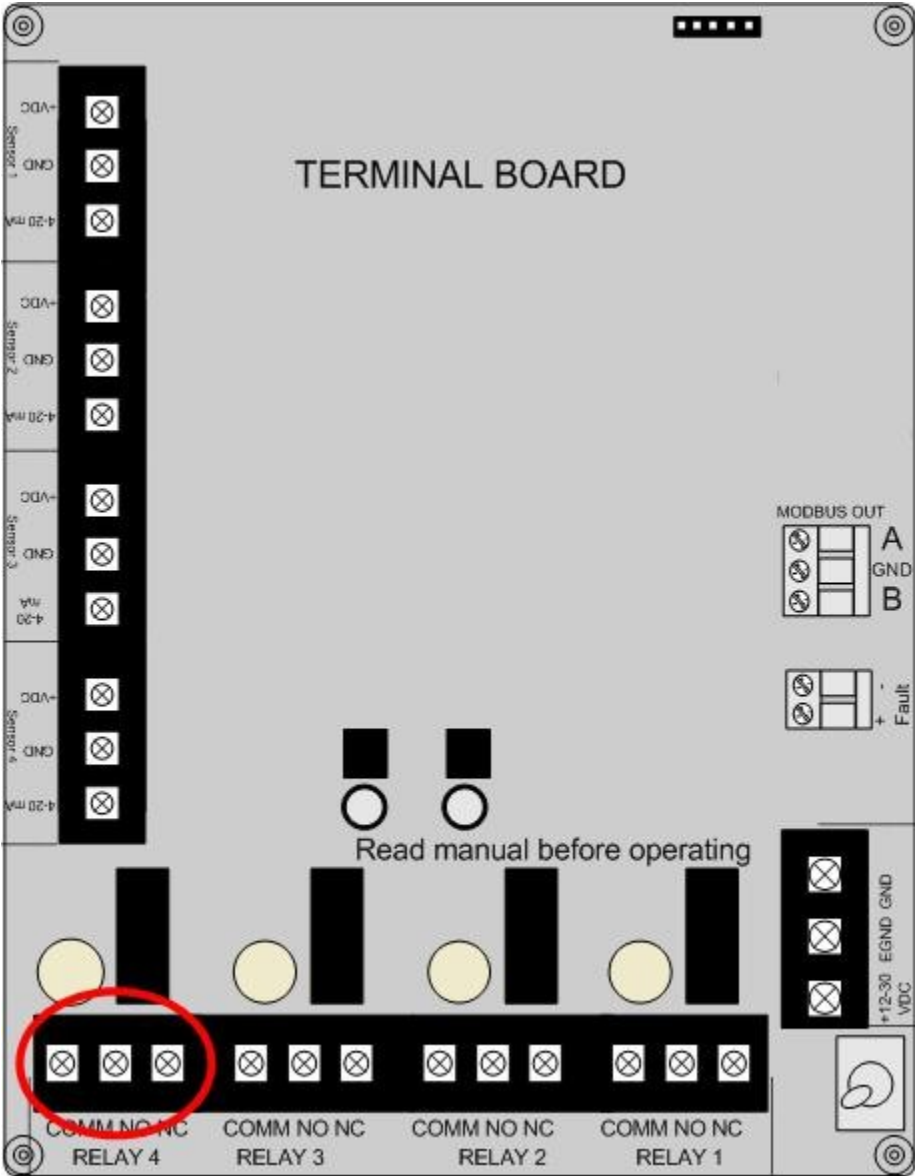 TERMINAL BOARD
+VDC
GND
4-20 mA
Sensor 1
+VDC
GND
4-20 mA
Sensor 2
+VDC
GND
4-20
mA
Sensor 3
+VDC
GND
4-20 mA
Sensor 4
MODBUS OUT
A
GND
B
-
+
Fault
Read manual before operating
GND
EGND
+12-30
VDC
COMM NO NC
RELAY 4
COMM NO NC
RELAY 3
COMM NO NC
RELAY 2
COMM NO NC
RELAY 1